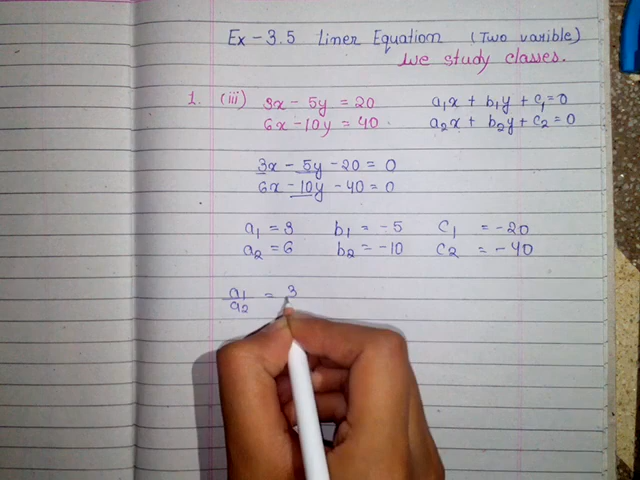 Ex - 3.5 Liner Equation (Two varible)
We study classes.
1. (iii) 3x - 5y = 20 a₁x + b₁y + c₁ = 0
6x - 10y = 40 a₂x + b₂y + c₂ = 0
3x - 5y - 20 = 0
6x - 10y - 40 = 0
a₁ = 3 b₁ = -5 C₁ = -20
a₂ = 6 b₂ = -10 C₂ = -40
a₁/a₂ = 3